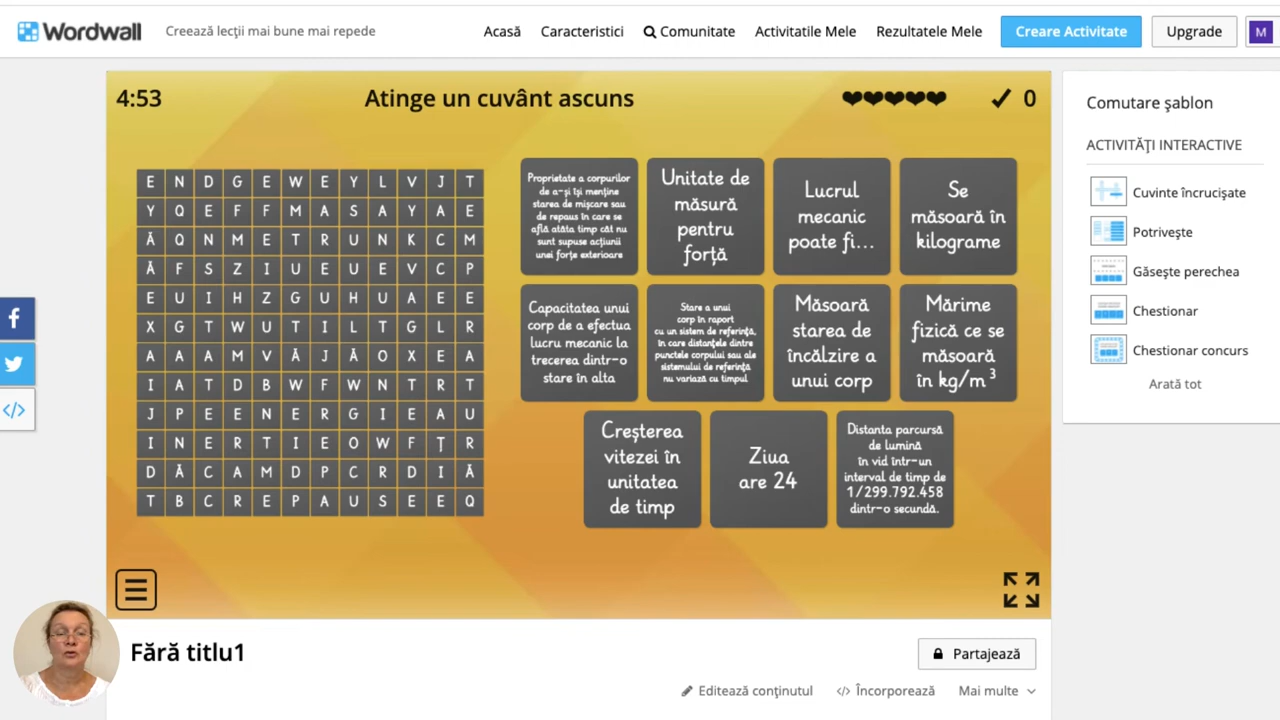 Wordwall
Creează lecții mai bune mai repede
Acasă
Caracteristici
Comunitate
Activitatile Mele
Rezultatele Mele
Creare Activitate
Upgrade
M
4:53
Atinge un cuvânt ascuns
0
E N D G E W E Y L V J T
Y Q E F F M A S A Y A E
Ă Q N M E T R U N K C M
Ă F S Z I U E U E V C P
E U I H Z G U H U A E E
X G T W U T I L T G L R
A A A M V Ă J Ă O X E A
I A T D B W F W N T R T
J P E E N E R G I E A U
I N E R T I E O W F Ț R
D Ă C A M D P C R D I Ă
T B C R E P A U S E E Q
Proprietate a corpurilor
de a-și își menține
starea de mișcare sau
de repaus în care se
află atâta timp cât nu
sunt supuse acțiunii
unei forțe exterioare
Unitate de
măsură
pentru
forță
Lucrul
mecanic
poate fi...
Se
măsoară în
kilograme
Capacitatea unui
corp de a efectua
lucru mecanic la
trecerea dintr-o
stare în alta
Stare a unui
corp în raport
cu un sistem de referință,
în care distanțele dintre
punctele corpului sau ale
sistemului de referință
nu variază cu timpul
Măsoară
starea de
încălzire a
unui corp
Mărime
fizică ce se
măsoară
în kg/m³
Creșterea
vitezei în
unitatea
de timp
Ziua
are 24
Distanta parcursă
de lumină
în vid într-un
interval de timp de
1/299.792.458
dintr-o secundă.
Fără titlu1
Partajează
Editează conținutul
Încorporează
Mai multe
Comutare șablon
ACTIVITĂȚI INTERACTIVE
Cuvinte încrucișate
Potrivește
Găsește perechea
Chestionar
Chestionar concurs
Arată tot